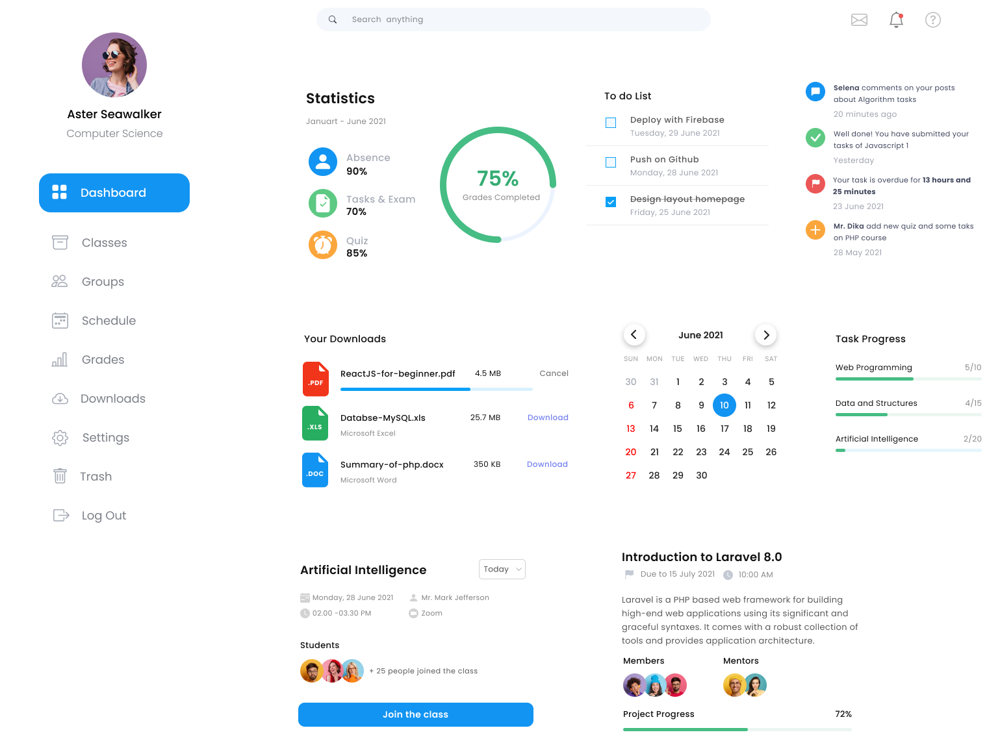 Search  anything
Aster Seawalker
Computer Science
Dashboard
Classes
Groups
Schedule
Grades
Downloads
Settings
Trash
Log Out
Statistics
Januart - June 2021
Absence
90%
Tasks & Exam
70%
Quiz
85%
75%
Grades Completed
To do List
Deploy with Firebase
Tuesday, 29 June 2021
Push on Github
Monday, 28 June 2021
Design layout homepage
Friday, 25 June 2021
Selena comments on your posts
about Algorithm tasks
20 minutes ago
Well done! You have submitted your
tasks of Javascript 1
Yesterday
Your task is overdue for 13 hours and
25 minutes
23 June 2021
Mr. Dika add new quiz and some taks
on PHP course
28 May 2021
Your Downloads
.PDF
ReactJS-for-beginner.pdf 4.5 MB Cancel
.XLS
Databse-MySQL.xls 25.7 MB Download
Microsoft Excel
.DOC
Summary-of-php.docx 350 KB Download
Microsoft Word
June 2021
SUN MON TUE WED THU FRI SAT
30 31 1 2 3 4 5
6 7 8 9 10 11 12
13 14 15 16 17 18 19
20 21 22 23 24 25 26
27 28 29 30
Task Progress
Web Programming 5/10
Data and Structures 4/15
Artificial Intelligence 2/20
Artificial Intelligence
Today
Monday, 28 June 2021 Mr. Mark Jefferson
02.00 -03.30 PM Zoom
Students
+ 25 people joined the class
Join the class
Introduction to Laravel 8.0
Due to 15 July 2021 10:00 AM
Laravel is a PHP based web framework for building
high-end web applications using its significant and
graceful syntaxes. It comes with a robust collection of
tools and provides application architecture.
Members Mentors
Project Progress 72%